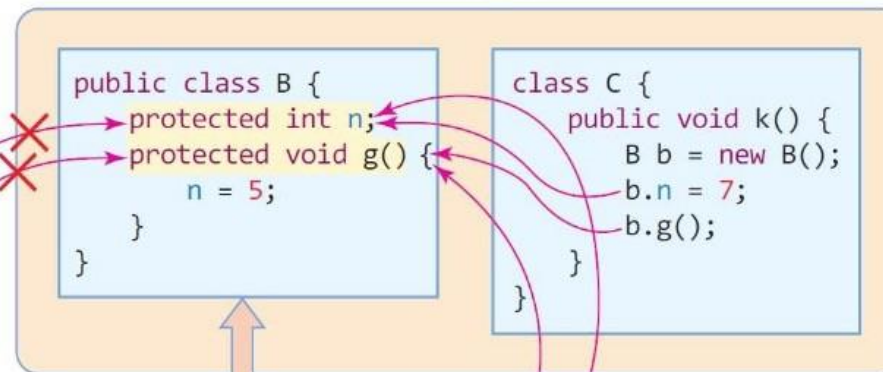 public class B {
protected int n;
protected void g() {
n = 5;
}
}
class C {
public void k() {
B b = new B();
b.n = 7;
b.g();
}
}